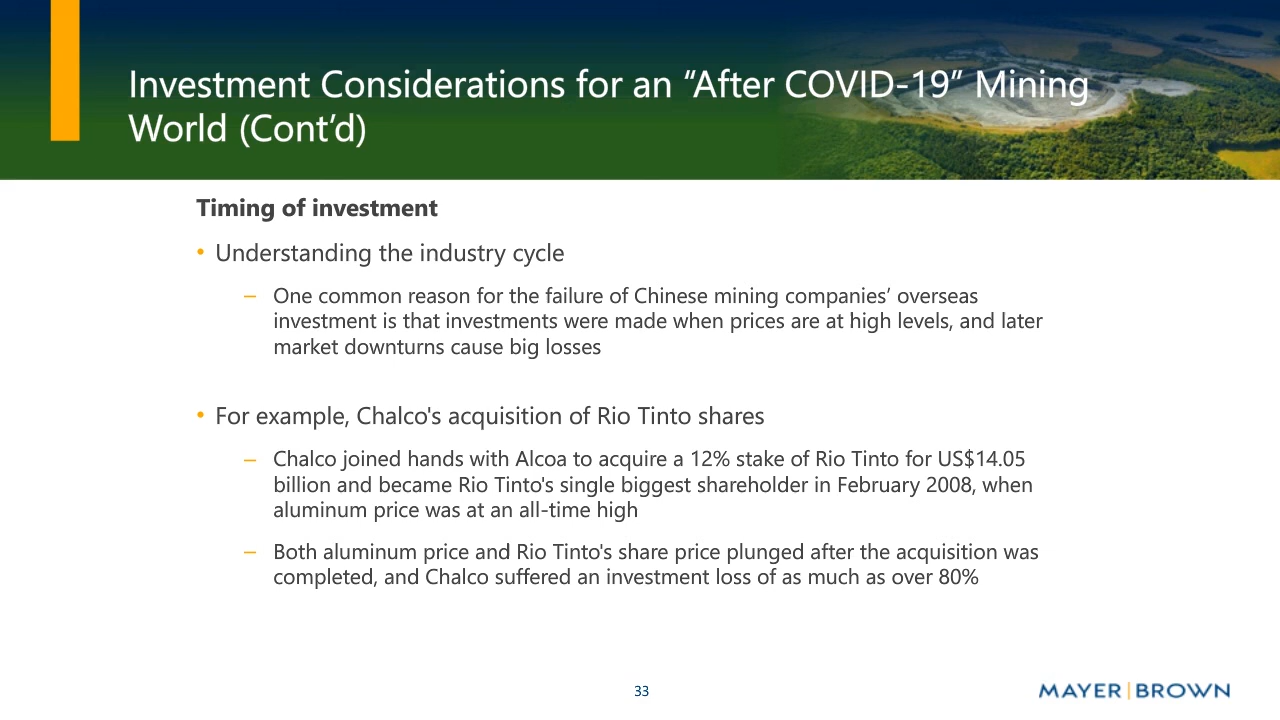 Investment Considerations for an “After COVID-19” Mining
World (Cont’d)
Timing of investment
• Understanding the industry cycle
– One common reason for the failure of Chinese mining companies’ overseas
investment is that investments were made when prices are at high levels, and later
market downturns cause big losses
• For example, Chalco's acquisition of Rio Tinto shares
– Chalco joined hands with Alcoa to acquire a 12% stake of Rio Tinto for US$14.05
billion and became Rio Tinto's single biggest shareholder in February 2008, when
aluminum price was at an all-time high
– Both aluminum price and Rio Tinto's share price plunged after the acquisition was
completed, and Chalco suffered an investment loss of as much as over 80%
33
MAYER | BROWN